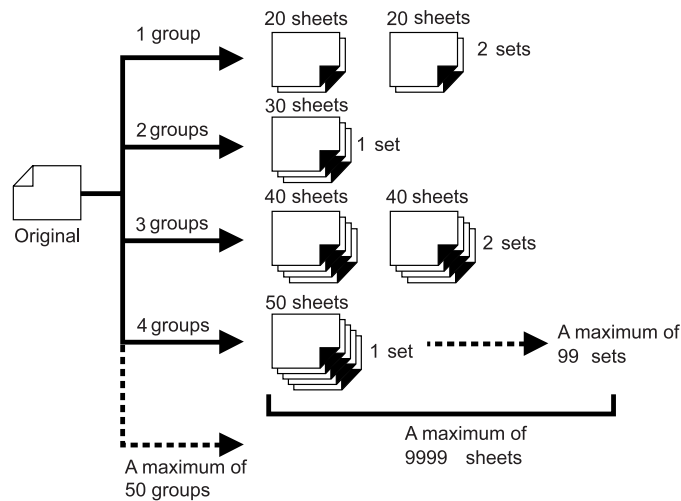 20 sheets
20 sheets
1 group
2 sets
30 sheets
2 groups
1 set
40 sheets
40 sheets
3 groups
Original
2 sets
50 sheets
4 groups
1 set
A maximum of
99 sets
A maximum of
9999 sheets
A maximum of
50 groups